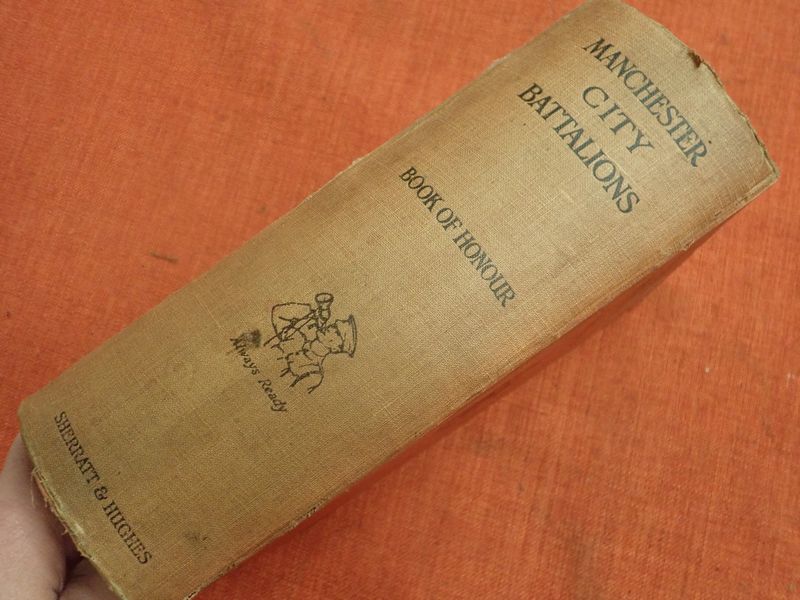 MANCHESTER
CITY
BATTALIONS
BOOK OF HONOUR
Always Ready
SHERRATT & HUGHES